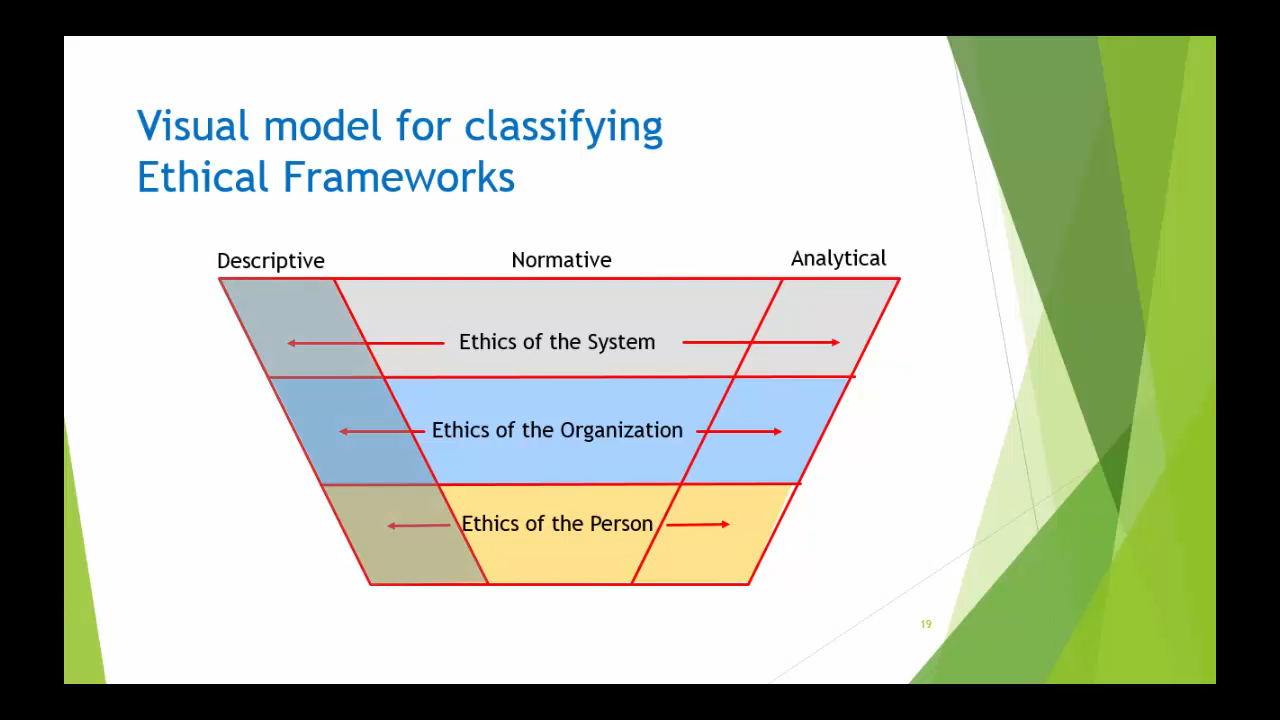 Visual model for classifying
Ethical Frameworks
Descriptive Normative Analytical
Ethics of the System
Ethics of the Organization
Ethics of the Person
19